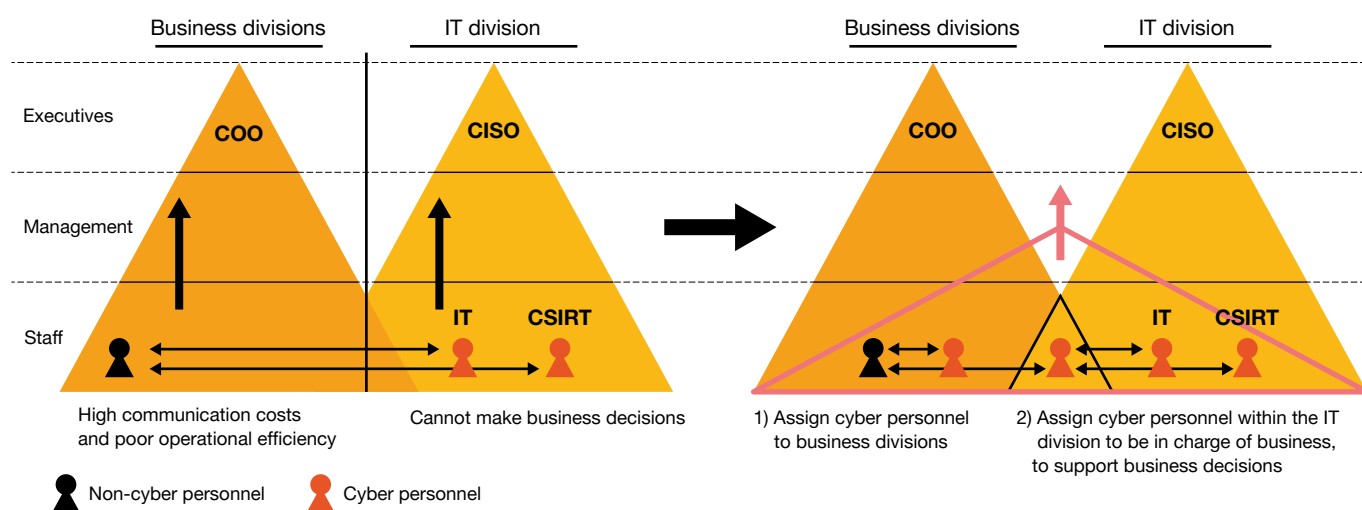 Business divisions
IT division
Business divisions
IT division
Executives
COO
CISO
COO
CISO
Management
Staff
IT
CSIRT
IT
CSIRT
High communication costs
and poor operational efficiency
Cannot make business decisions
1) Assign cyber personnel
to business divisions
2) Assign cyber personnel within the IT
division to be in charge of business,
to support business decisions
Non-cyber personnel
Cyber personnel